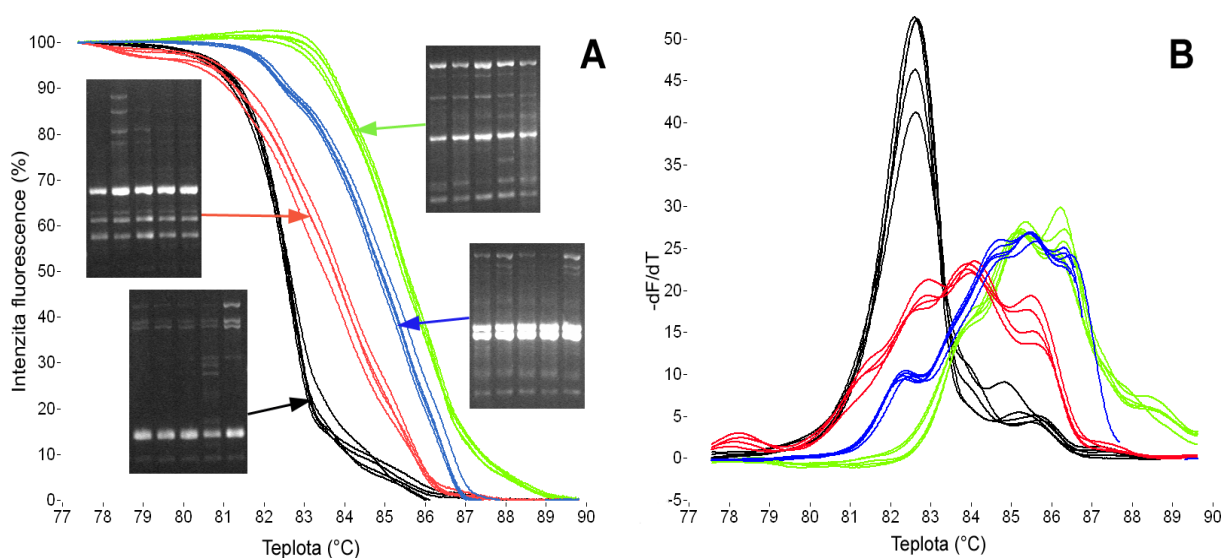 A
B
100-
90-
80-
70-
60-
50-
40-
30-
20-
10-
0-
Intenzita fluorescence (%)
77 78 79 80 81 82 83 84 85 86 87 88 89 90
Teplota (°C)
50-
45-
40-
35-
30-
25-
20-
15-
10-
5-
0-
-5-
-dF/dT
77 78 79 80 81 82 83 84 85 86 87 88 89 90
Teplota (°C)